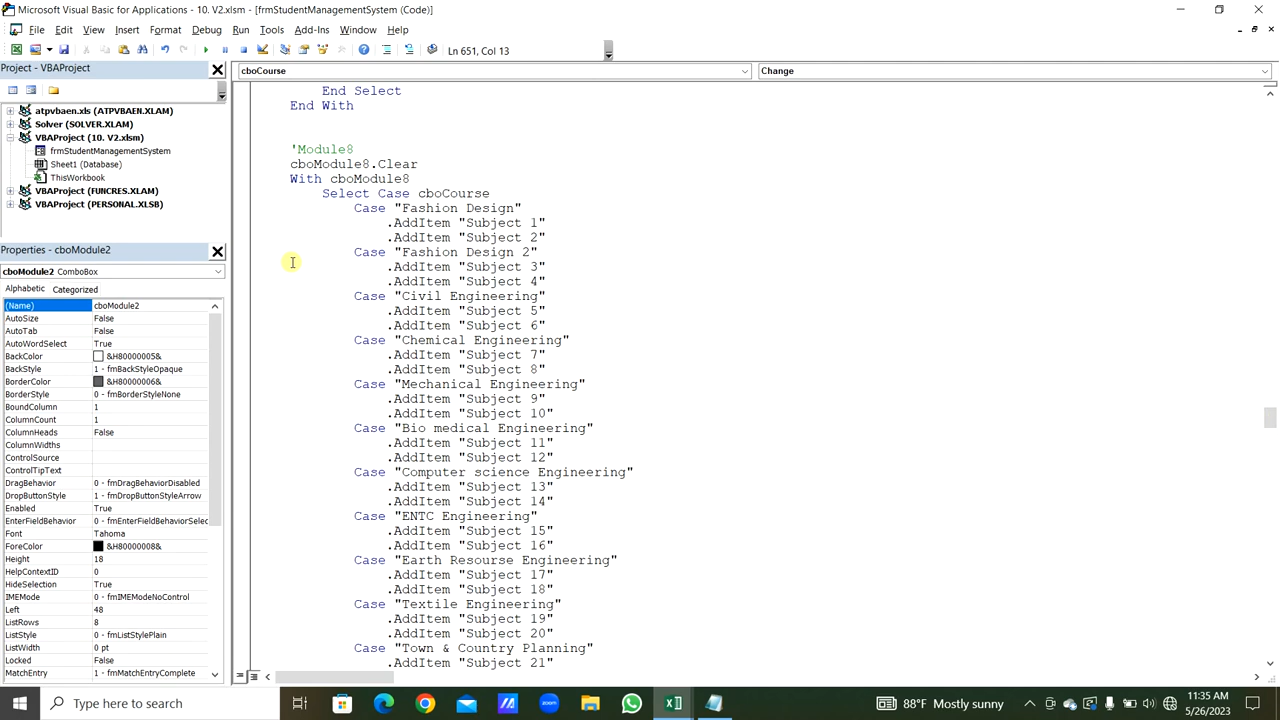 Microsoft Visual Basic for Applications - 10. V2.xlsm - [frmStudentManagementSystem (Code)]
File Edit View Insert Format Debug Run Tools Add-Ins Window Help
Ln 651, Col 13
Project - VBAProject
cboCourse
Change
atpvbaen.xls (ATPVBAEN.XLAM)
Solver (SOLVER.XLAM)
VBAProject (10. V2.xlsm)
frmStudentManagementSystem
Sheet1 (Database)
ThisWorkbook
VBAProject (FUNCRES.XLAM)
VBAProject (PERSONAL.XLSB)
Properties - cboModule2
cboModule2 ComboBox
Alphabetic Categorized
(Name) cboModule2
AutoSize False
AutoTab False
AutoWordSelect True
BackColor &H80000005&
BackStyle 1 - fmBackStyleOpaque
BorderColor &H80000006&
BorderStyle 0 - fmBorderStyleNone
BoundColumn 1
ColumnCount 1
ColumnHeads False
ColumnWidths
ControlSource
ControlTipText
DragBehavior 0 - fmDragBehaviorDisabled
DropButtonStyle 1 - fmDropButtonStyleArrow
Enabled True
EnterFieldBehavior 0 - fmEnterFieldBehaviorSelec
Font Tahoma
ForeColor &H80000008&
Height 18
HelpContextID 0
HideSelection True
IMEMode 0 - fmIMEModeNoControl
Left 48
ListRows 8
ListStyle 0 - fmListStylePlain
ListWidth 0 pt
Locked False
MatchEntry 1 - fmMatchEntryComplete
End Select
End With
'Module8
cboModule8.Clear
With cboModule8
Select Case cboCourse
Case "Fashion Design"
.AddItem "Subject 1"
.AddItem "Subject 2"
Case "Fashion Design 2"
.AddItem "Subject 3"
.AddItem "Subject 4"
Case "Civil Engineering"
.AddItem "Subject 5"
.AddItem "Subject 6"
Case "Chemical Engineering"
.AddItem "Subject 7"
.AddItem "Subject 8"
Case "Mechanical Engineering"
.AddItem "Subject 9"
.AddItem "Subject 10"
Case "Bio medical Engineering"
.AddItem "Subject 11"
.AddItem "Subject 12"
Case "Computer science Engineering"
.AddItem "Subject 13"
.AddItem "Subject 14"
Case "ENTC Engineering"
.AddItem "Subject 15"
.AddItem "Subject 16"
Case "Earth Resourse Engineering"
.AddItem "Subject 17"
.AddItem "Subject 18"
Case "Textile Engineering"
.AddItem "Subject 19"
.AddItem "Subject 20"
Case "Town & Country Planning"
.AddItem "Subject 21"
Type here to search
zoom
88°F Mostly sunny
11:35 AM
5/26/2023